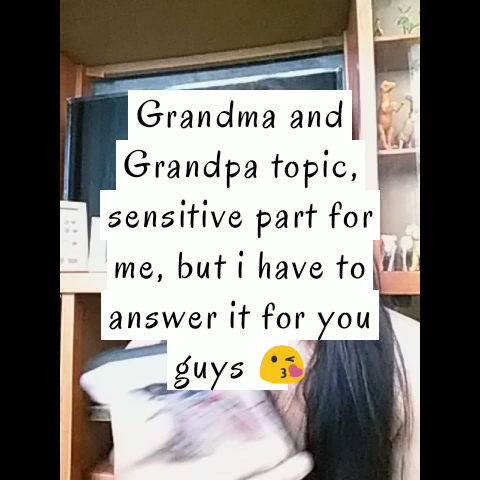 Grandma and
Grandpa topic,
sensitive part for
me, but i have to
answer it for you
guys 😘